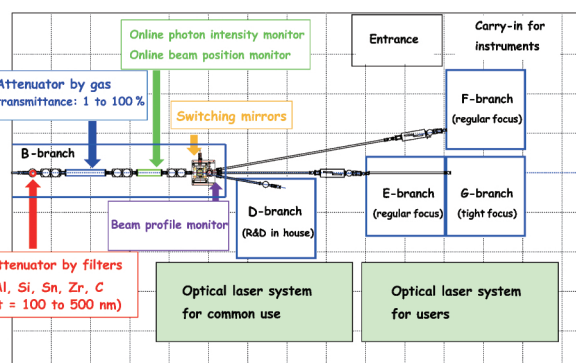 Online photon intensity monitor
Online beam position monitor
Entrance
Carry-in for
instruments
Attenuator by gas
transmittance: 1 to 100 %
Switching mirrors
F-branch
(regular focus)
B-branch
E-branch
(regular focus)
G-branch
(tight focus)
Beam profile monitor
D-branch
(R&D in house)
Attenuator by filters
Al, Si, Sn, Zr, C
(t = 100 to 500 nm)
Optical laser system
for common use
Optical laser system
for users